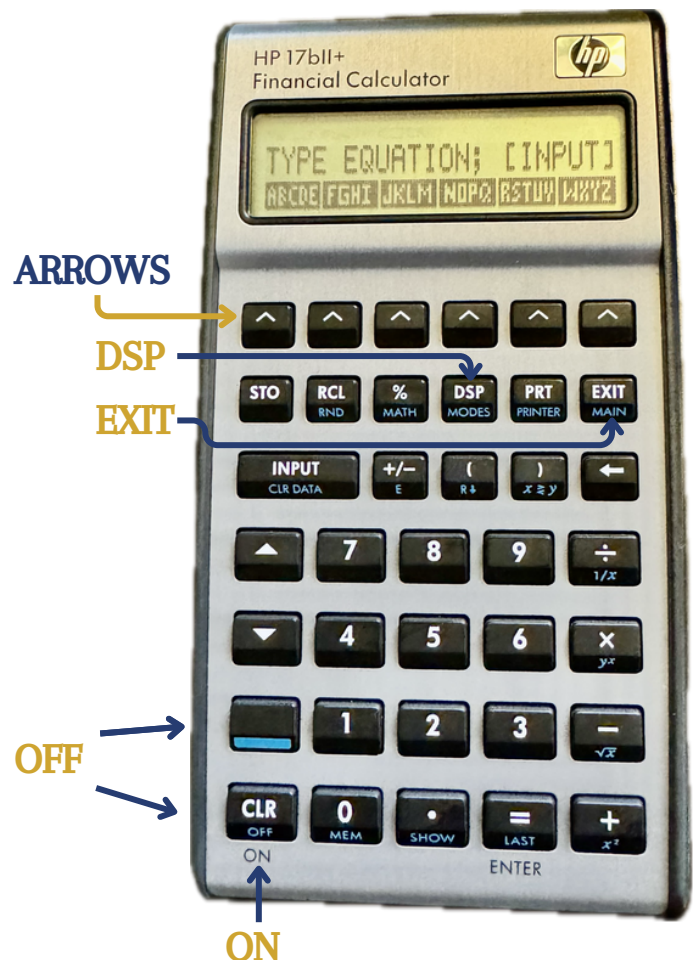 HP 17bII+
Financial Calculator
hp
TYPE EQUATION; [INPUT]
ABCDE FGHI JKLM NOPQ RSTUV WXYZ
ARROWS
^ ^ ^ ^ ^ ^
DSP
STO RCL % DSP PRT EXIT
RND MATH MODES PRINTER MAIN
EXIT
INPUT +/– ( ) ←
CLR DATA E R↓ x≷y
▲ 7 8 9 ÷
1/x
▼ 4 5 6 ×
yˣ
1 2 3 –
√x
OFF
CLR 0 • = +
OFF MEM SHOW LAST x²
ON ENTER
ON